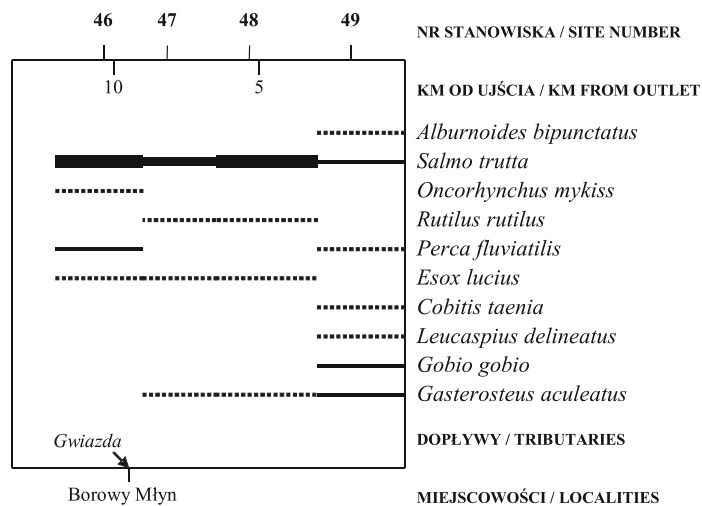 46 47 48 49
NR STANOWISKA / SITE NUMBER
10 5
KM OD UJŚCIA / KM FROM OUTLET
Alburnoides bipunctatus
Salmo trutta
Oncorhynchus mykiss
Rutilus rutilus
Perca fluviatilis
Esox lucius
Cobitis taenia
Leucaspius delineatus
Gobio gobio
Gasterosteus aculeatus
Gwiazda
DOPŁYWY / TRIBUTARIES
Borowy Młyn
MIEJSCOWOŚCI / LOCALITIES